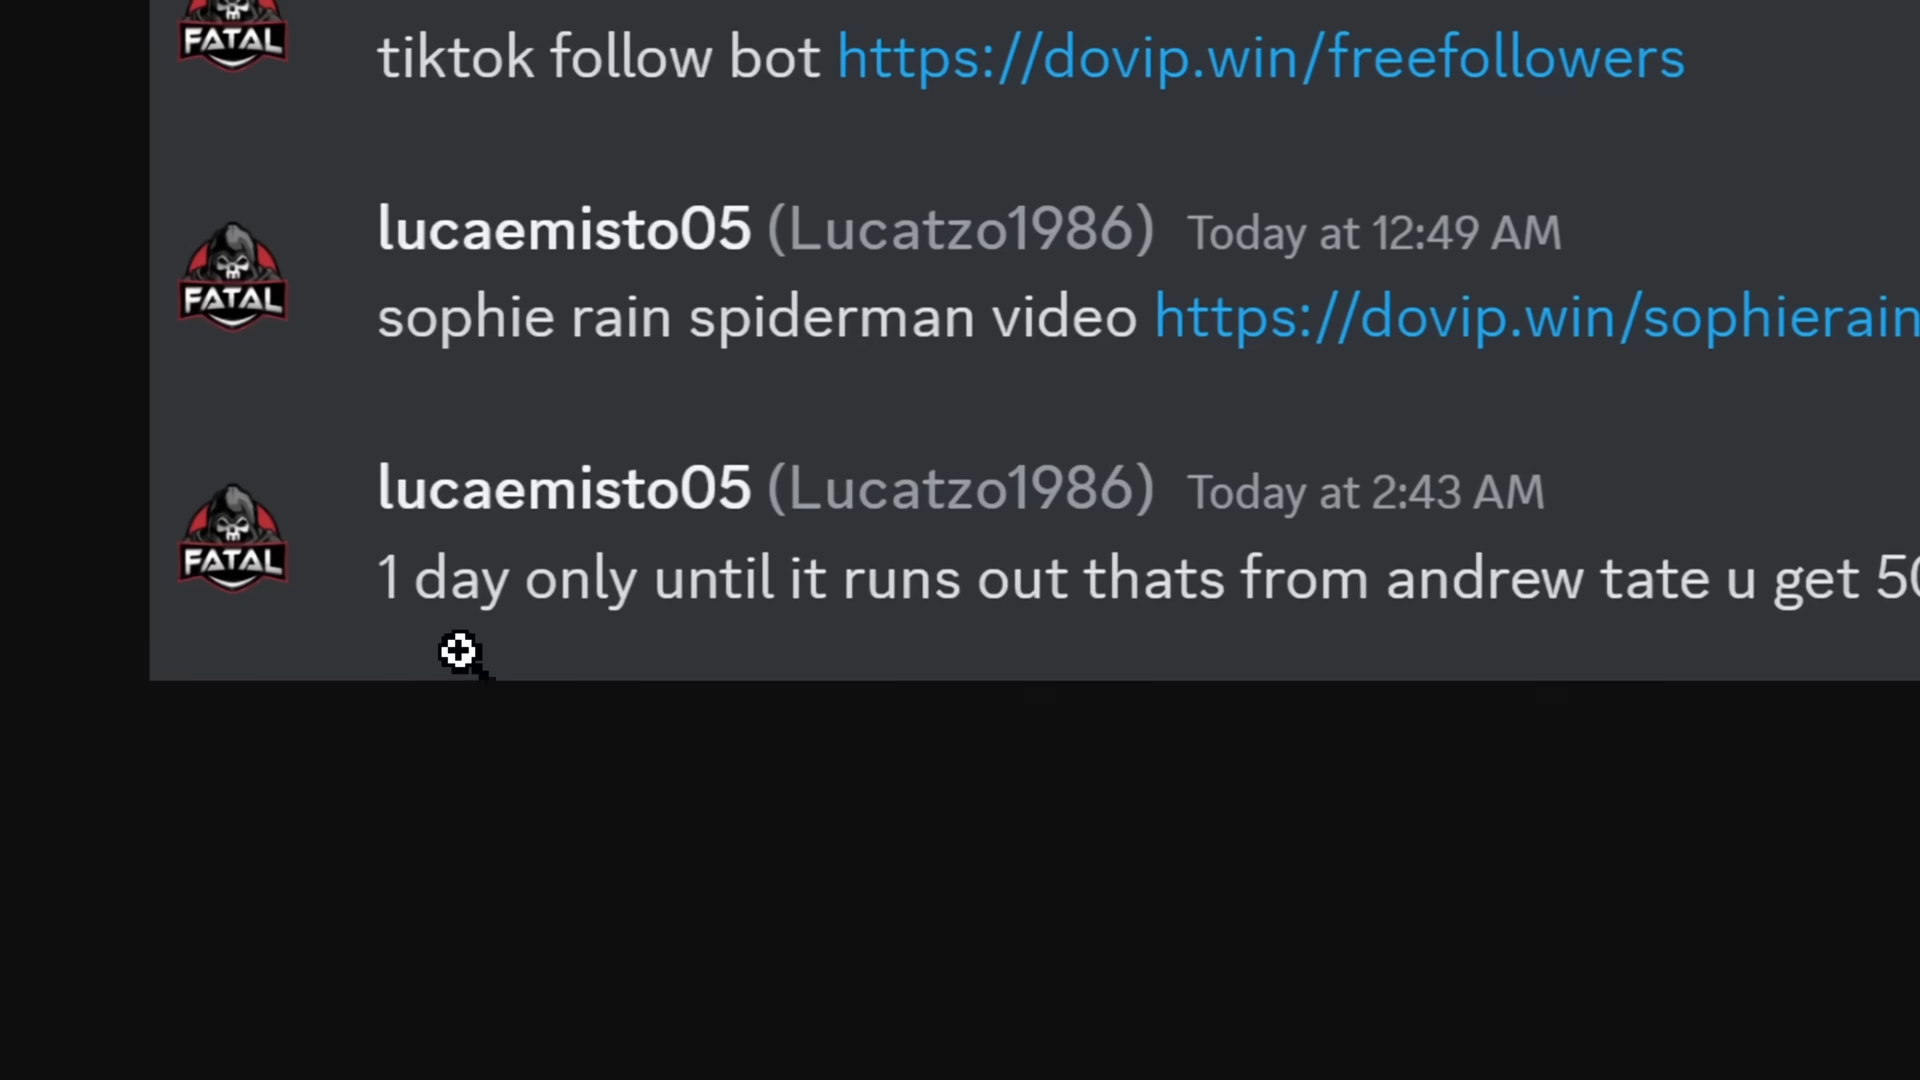 FATAL
tiktok follow bot https://dovip.win/freefollowers
lucaemisto05 (Lucatzo1986) Today at 12:49 AM
FATAL
sophie rain spiderman video https://dovip.win/sophierain
lucaemisto05 (Lucatzo1986) Today at 2:43 AM
FATAL
1 day only until it runs out thats from andrew tate u get 50